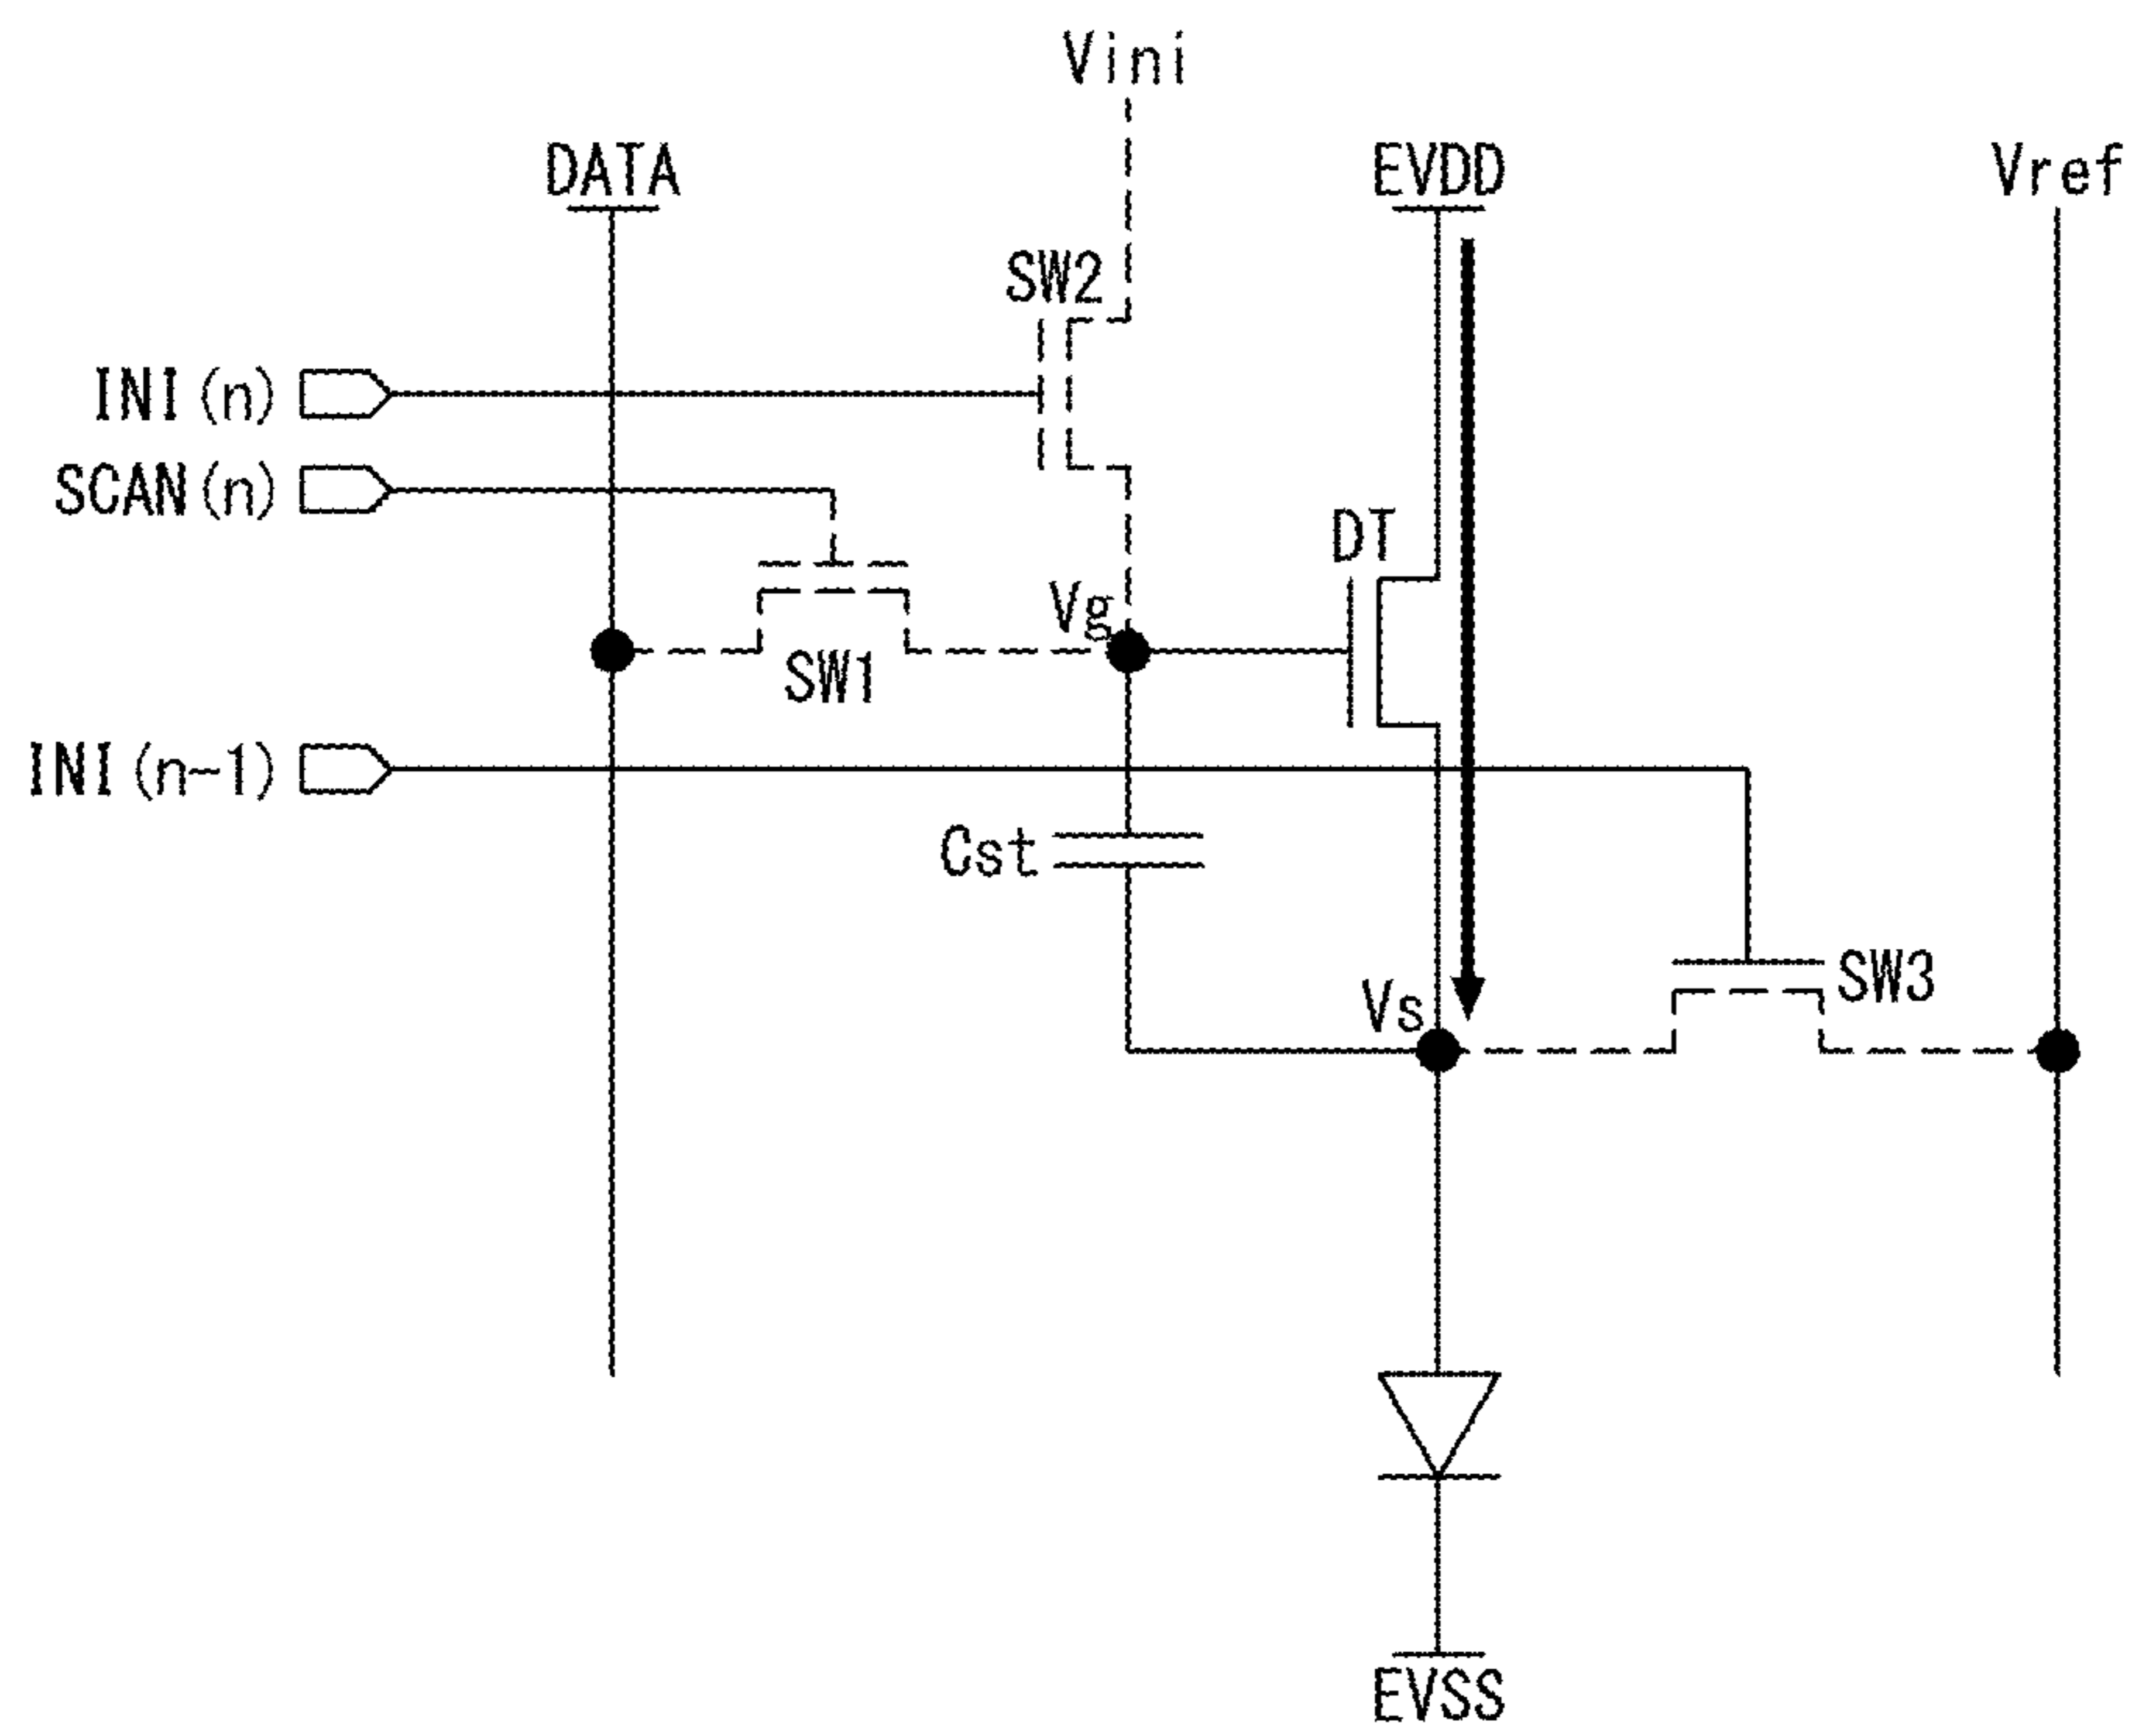 Vini
DATA
EVDD
Vref
SW2
INI(n)
SCAN(n)
DT
Vg
SW1
INI(n-1)
Cst
SW3
Vs
EVSS